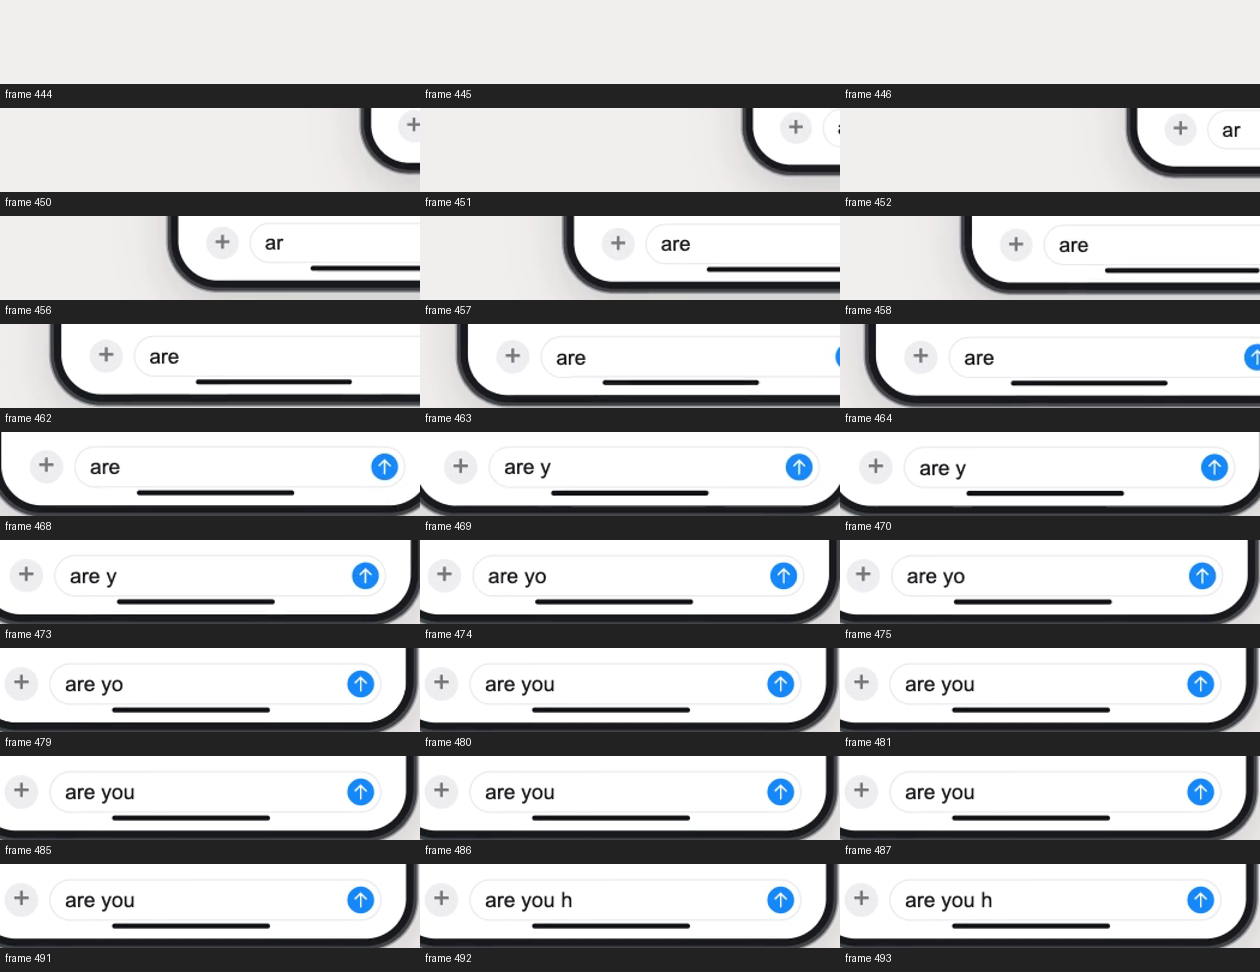 frame 444 frame 445 frame 446
ar
frame 450 frame 451 frame 452
ar are are
frame 456 frame 457 frame 458
are are are
frame 462 frame 463 frame 464
are are y are y
frame 468 frame 469 frame 470
are y are yo are yo
frame 473 frame 474 frame 475
are yo are you are you
frame 479 frame 480 frame 481
are you are you are you
frame 485 frame 486 frame 487
are you are you h are you h
frame 491 frame 492 frame 493